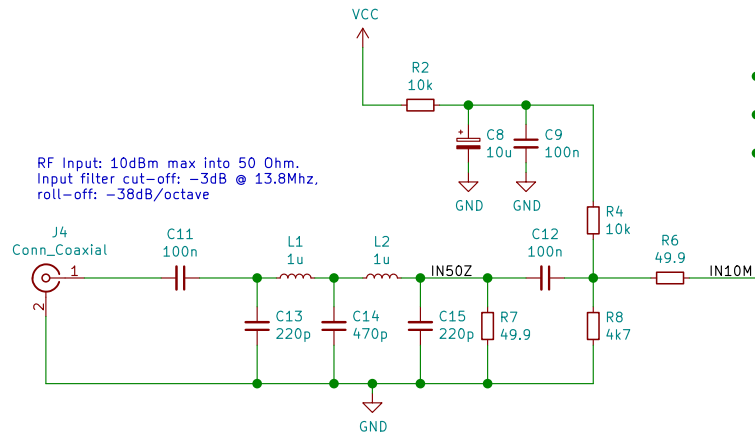 VCC
R2
10k
C8
10u
C9
100n
GND
GND
RF Input: 10dBm max into 50 Ohm.
Input filter cut-off: -3dB @ 13.8Mhz,
roll-off: -38dB/octave
J4
Conn_Coaxial
1
2
C11
100n
L1
1u
L2
1u
IN50Z
C12
100n
R4
10k
R6
49.9
IN10M
C13
220p
C14
470p
C15
220p
R7
49.9
R8
4k7
GND